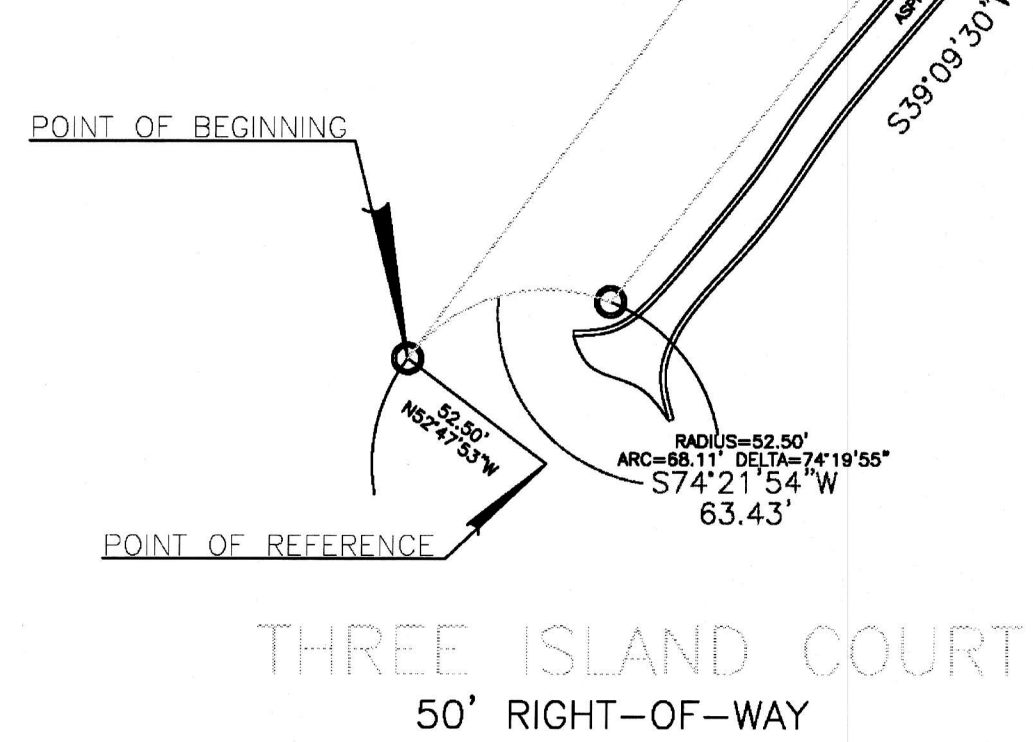 S39°09'30"W
POINT OF BEGINNING
52.50'
N52°47'53"W
RADIUS=52.50'
ARC=68.11' DELTA=74°19'55"
S74°21'54"W
63.43'
POINT OF REFERENCE
THREE ISLAND COURT
50' RIGHT-OF-WAY